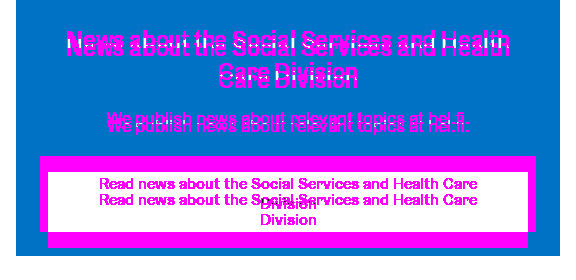 News about the Social Services and Health
Care Division
We publish news about relevant topics at hel.fi.
Read news about the Social Services and Health Care
Division